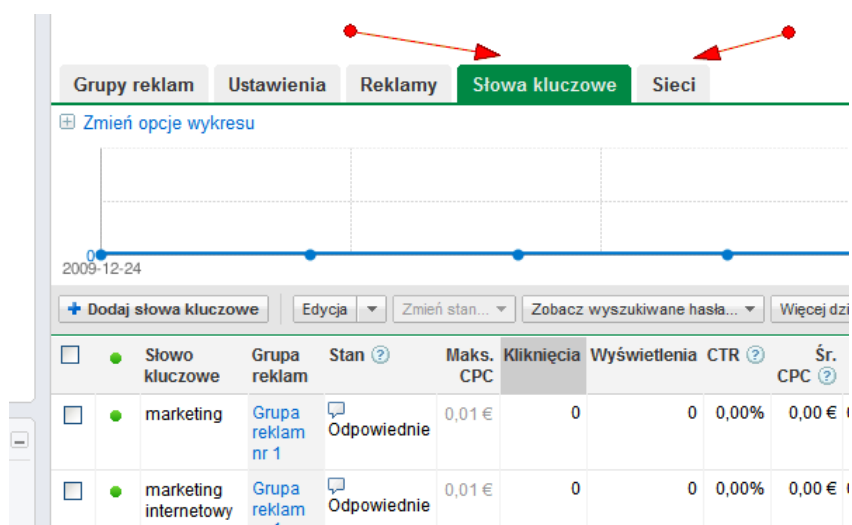 Grupy reklam Ustawienia Reklamy Słowa kluczowe Sieci
Zmień opcje wykresu
0
2009-12-24
Dodaj słowa kluczowe Edycja Zmień stan... Zobacz wyszukiwane hasła... Więcej dzi
Słowo kluczowe Grupa reklam Stan ? Maks. CPC Kliknięcia Wyświetlenia CTR ? Śr. CPC ?
marketing Grupa reklam nr 1 Odpowiednie 0,01 € 0 0 0,00% 0,00 €
marketing internetowy Grupa reklam Odpowiednie 0,01 € 0 0 0,00% 0,00 €